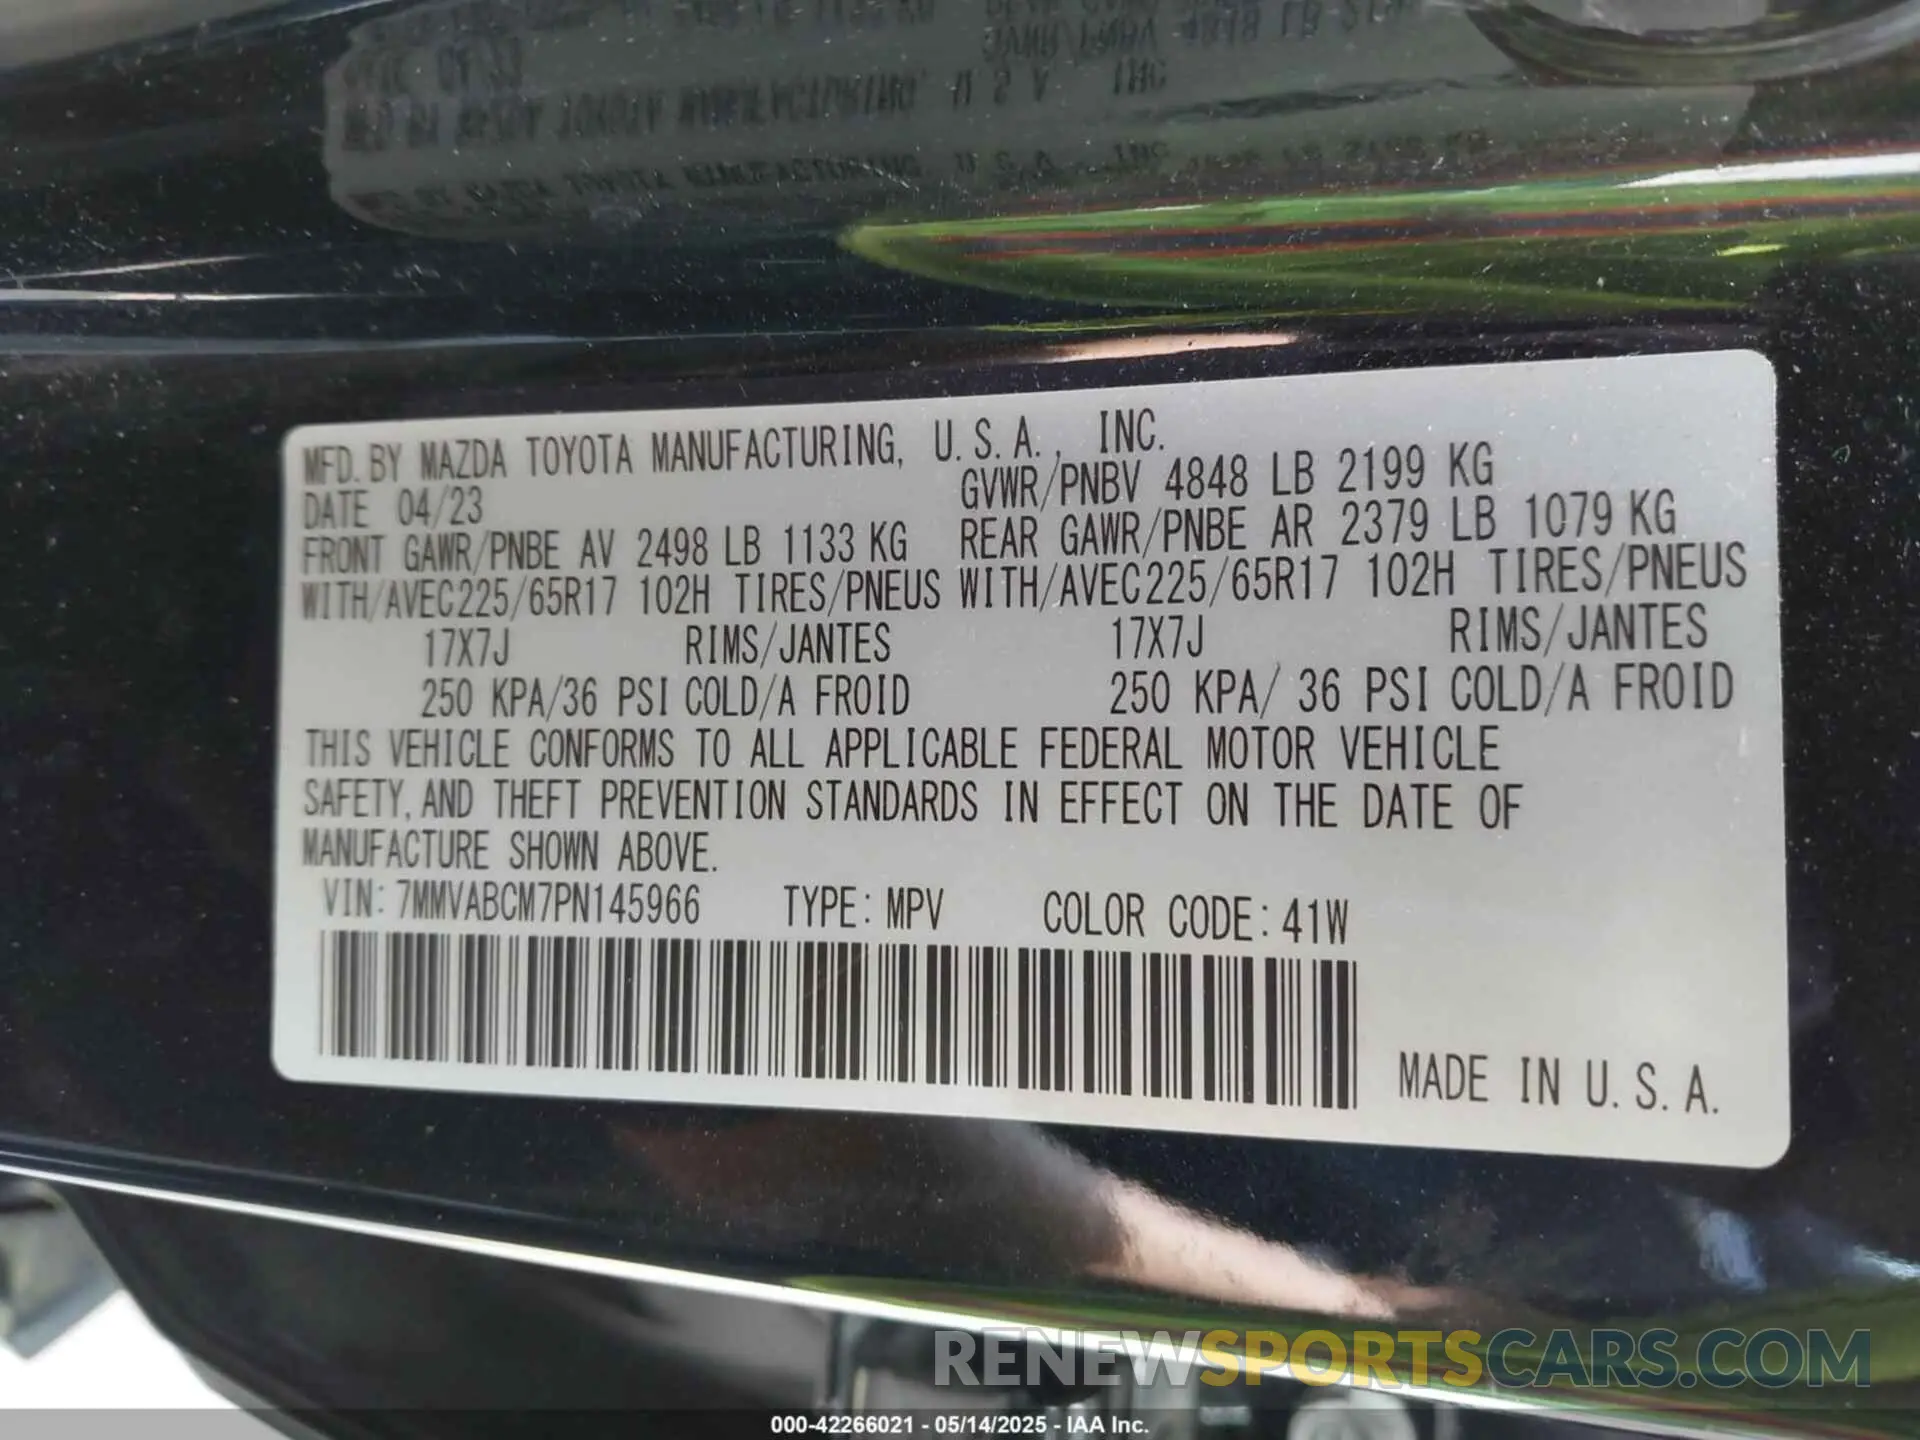 MFD. BY MAZDA TOYOTA MANUFACTURING, U.S.A., INC.
DATE 04/23
GVWR/PNBV 4848 LB 2199 KG
FRONT GAWR/PNBE AV 2498 LB 1133 KG
REAR GAWR/PNBE AR 2379 LB 1079 KG
WITH/AVEC225/65R17 102H TIRES/PNEUS
WITH/AVEC225/65R17 102H TIRES/PNEUS
17X7J RIMS/JANTES
17X7J RIMS/JANTES
250 KPA/36 PSI COLD/A FROID
250 KPA/ 36 PSI COLD/A FROID
THIS VEHICLE CONFORMS TO ALL APPLICABLE FEDERAL MOTOR VEHICLE
SAFETY, AND THEFT PREVENTION STANDARDS IN EFFECT ON THE DATE OF
MANUFACTURE SHOWN ABOVE.
VIN: 7MMVABCM7PN145966 TYPE: MPV COLOR CODE: 41W
MADE IN U.S.A.
RENEWSPORTSCARS.COM
000-42266021 - 05/14/2025 - IAA Inc.